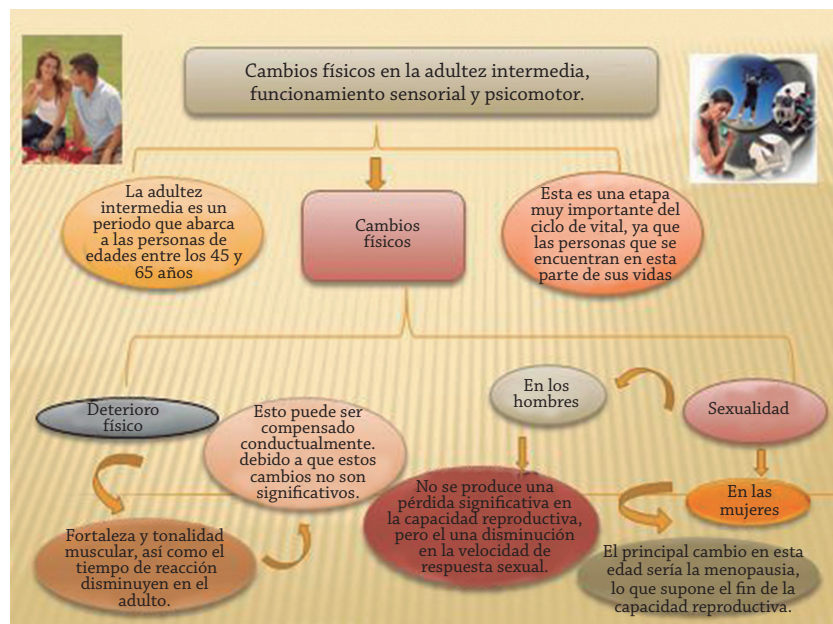 Cambios físicos en la adultez intermedia,
funcionamiento sensorial y psicomotor.
La adultez
intermedia es un
periodo que abarca
a las personas de
edades entre los 45 y
65 años
Cambios
físicos
Esta es una etapa
muy importante del
ciclo de vital, ya que
las personas que se
encuentran en esta
parte de sus vidas
Deterioro
físico
Esto puede ser
compensado
conductualmente.
debido a que estos
cambios no son
significativos.
Fortaleza y tonalidad
muscular, así como el
tiempo de reacción
disminuyen en el
adulto.
En los
hombres
Sexualidad
No se produce una
pérdida significativa en
la capacidad reproductiva,
pero el una disminución
en la velocidad de
respuesta sexual.
En las
mujeres
El principal cambio en esta
edad sería la menopausia,
lo que supone el fin de la
capacidad reproductiva.